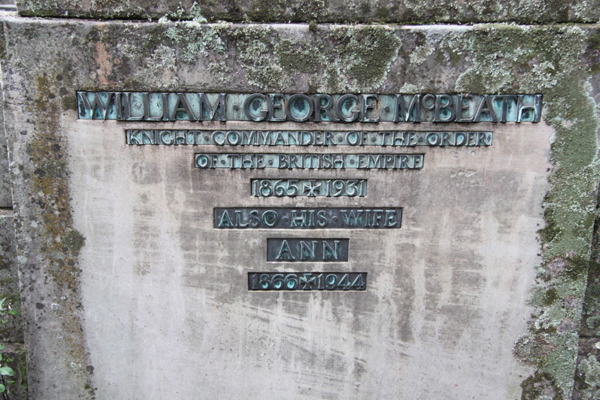 WILLIAM · GEORGE · McBEATH
KNIGHT · COMMANDER · OF · THE · ORDER
OF · THE · BRITISH · EMPIRE
1865 ✶ 1931
ALSO · HIS · WIFE
ANN
1866 ✶ 1944